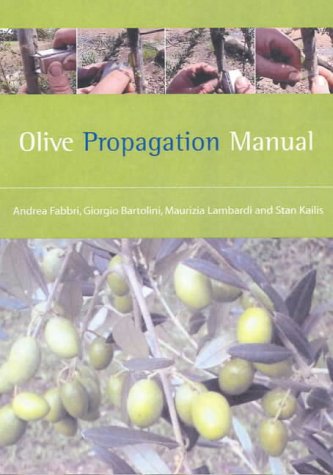 Olive Propagation Manual
Andrea Fabbri, Giorgio Bartolini, Maurizia Lambardi and Stan Kailis